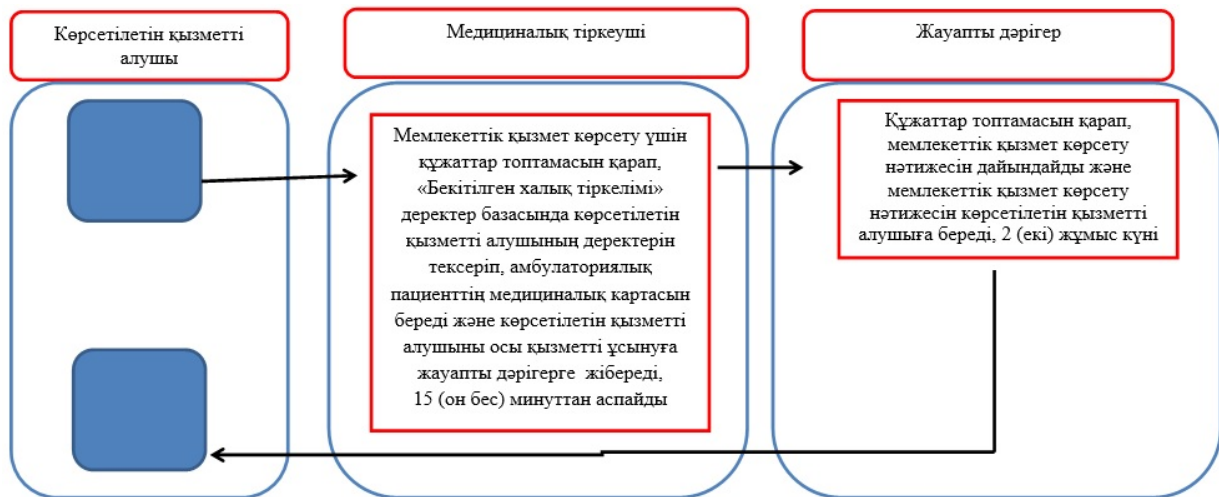 Көрсетілетін қызметті
алушы
Медициналық тіркеуші
Жауапты дәрігер
Мемлекеттік қызмет көрсету үшін
құжаттар топтамасын қарап,
«Бекітілген халық тіркелімі»
деректер базасында көрсетілетін
қызметті алушының деректерін
тексеріп, амбулаториялық
пациенттің медициналық картасын
береді және көрсетілетін қызметті
алушыны осы қызметті ұсынуға
жауапты дәрігерге жібереді,
15 (он бес) минуттан аспайды
Құжаттар топтамасын қарап,
мемлекеттік қызмет көрсету
нәтижесін дайындайды және
мемлекеттік қызмет көрсету
нәтижесін көрсетілетін қызметті
алушыға береді, 2 (екі) жұмыс күні